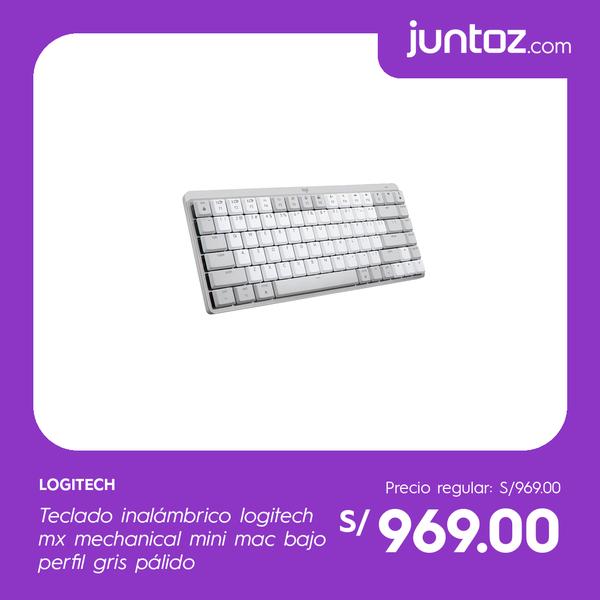 juntoz.com
logi
LOGITECH
Teclado inalámbrico logitech
mx mechanical mini mac bajo
perfil gris pálido
Precio regular: S/969.00
S/ 969.00